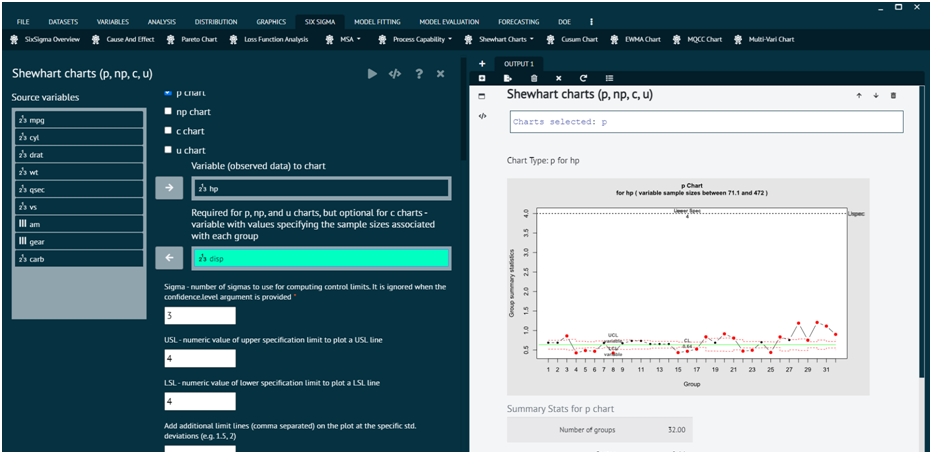 FILE DATASETS VARIABLES ANALYSIS DISTRIBUTION GRAPHICS SIX SIGMA MODEL FITTING MODEL EVALUATION FORECASTING DOE
SixSigma Overview Cause And Effect Pareto Chart Loss Function Analysis MSA Process Capability Shewhart Charts Cusum Chart EWMA Chart MQCC Chart Multi-Vari Chart
Shewhart charts (p, np, c, u)
Source variables
mpg
cyl
drat
wt
qsec
vs
am
gear
carb
p chart
np chart
c chart
u chart
Variable (observed data) to chart
hp
Required for p, np, and u charts, but optional for c charts -
variable with values specifying the sample sizes associated
with each group
disp
Sigma - number of sigmas to use for computing control limits. It is ignored when the
confidence.level argument is provided *
3
USL - numeric value of upper specification limit to plot a USL line
4
LSL - numeric value of lower specification limit to plot a LSL line
4
Add additional limit lines (comma separated) on the plot at the specific std.
deviations (e.g. 1.5, 2)
+ OUTPUT 1
Shewhart charts (p, np, c, u)
Charts selected: p
Chart Type: p for hp
p Chart
for hp ( variable sample sizes between 71.1 and 472 )
Group summary statistics
4.0
3.5
3.0
2.5
2.0
1.5
1.0
0.5
Upper Spec
4
Uspec
UCL
variable
LCL
variable
CL
0.64
1 2 3 4 5 6 7 8 9 11 13 15 16 17 18 19 21 23 25 27 29 31
Group
Summary Stats for p chart
Number of groups 32.00